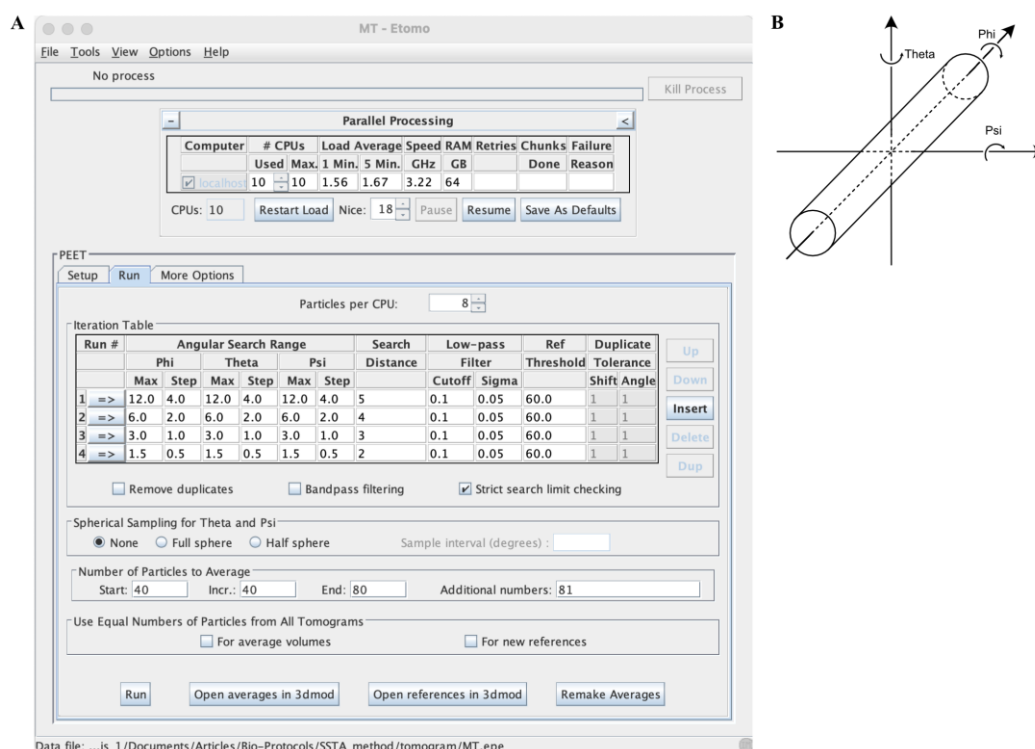 A
MT - Etomo
File Tools View Options Help
No process
Kill Process
- Parallel Processing <
Computer # CPUs Load Average Speed RAM Retries Chunks Failure
Used Max. 1 Min. 5 Min. GHz GB Done Reason
localhost 10 10 1.56 1.67 3.22 64
CPUs: 10 Restart Load Nice: 18 Pause Resume Save As Defaults
PEET
Setup Run More Options
Particles per CPU: 8
Iteration Table
Run # Angular Search Range Search Low-pass Ref Duplicate
Phi Theta Psi Distance Filter Threshold Tolerance
Max Step Max Step Max Step Cutoff Sigma Shift Angle
1 => 12.0 4.0 12.0 4.0 12.0 4.0 5 0.1 0.05 60.0 1 1
2 => 6.0 2.0 6.0 2.0 6.0 2.0 4 0.1 0.05 60.0 1 1
3 => 3.0 1.0 3.0 1.0 3.0 1.0 3 0.1 0.05 60.0 1 1
4 => 1.5 0.5 1.5 0.5 1.5 0.5 2 0.1 0.05 60.0 1 1
Up
Down
Insert
Delete
Dup
Remove duplicates Bandpass filtering Strict search limit checking
Spherical Sampling for Theta and Psi
None Full sphere Half sphere Sample interval (degrees) :
Number of Particles to Average
Start: 40 Incr.: 40 End: 80 Additional numbers: 81
Use Equal Numbers of Particles from All Tomograms
For average volumes For new references
Run Open averages in 3dmod Open references in 3dmod Remake Averages
Data file: ...is_1/Documents/Articles/Bio-Protocols/SSTA_method/tomogram/MT.epe
B
Phi
Theta
Psi